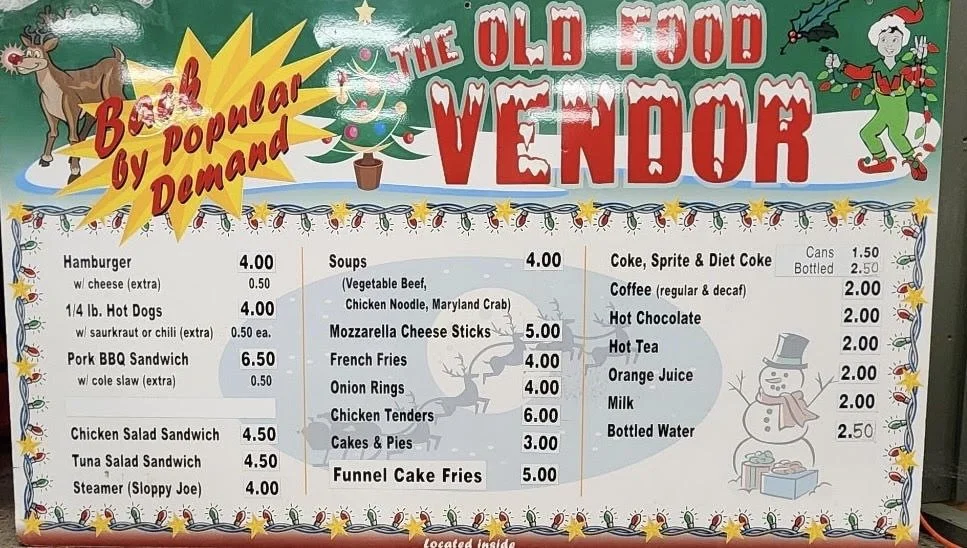 THE OLD FOOD
VENDOR
Back
by Popular
Demand
Hamburger 4.00
w/ cheese (extra) 0.50
1/4 lb. Hot Dogs 4.00
w/ saurkraut or chili (extra) 0.50 ea.
Pork BBQ Sandwich 6.50
w/ cole slaw (extra) 0.50
Chicken Salad Sandwich 4.50
Tuna Salad Sandwich 4.50
Steamer (Sloppy Joe) 4.00
Soups 4.00
(Vegetable Beef,
Chicken Noodle, Maryland Crab)
Mozzarella Cheese Sticks 5.00
French Fries 4.00
Onion Rings 4.00
Chicken Tenders 6.00
Cakes & Pies 3.00
Funnel Cake Fries 5.00
Coke, Sprite & Diet Coke Cans 1.50
Bottled 2.50
Coffee (regular & decaf) 2.00
Hot Chocolate 2.00
Hot Tea 2.00
Orange Juice 2.00
Milk 2.00
Bottled Water 2.50
Located inside